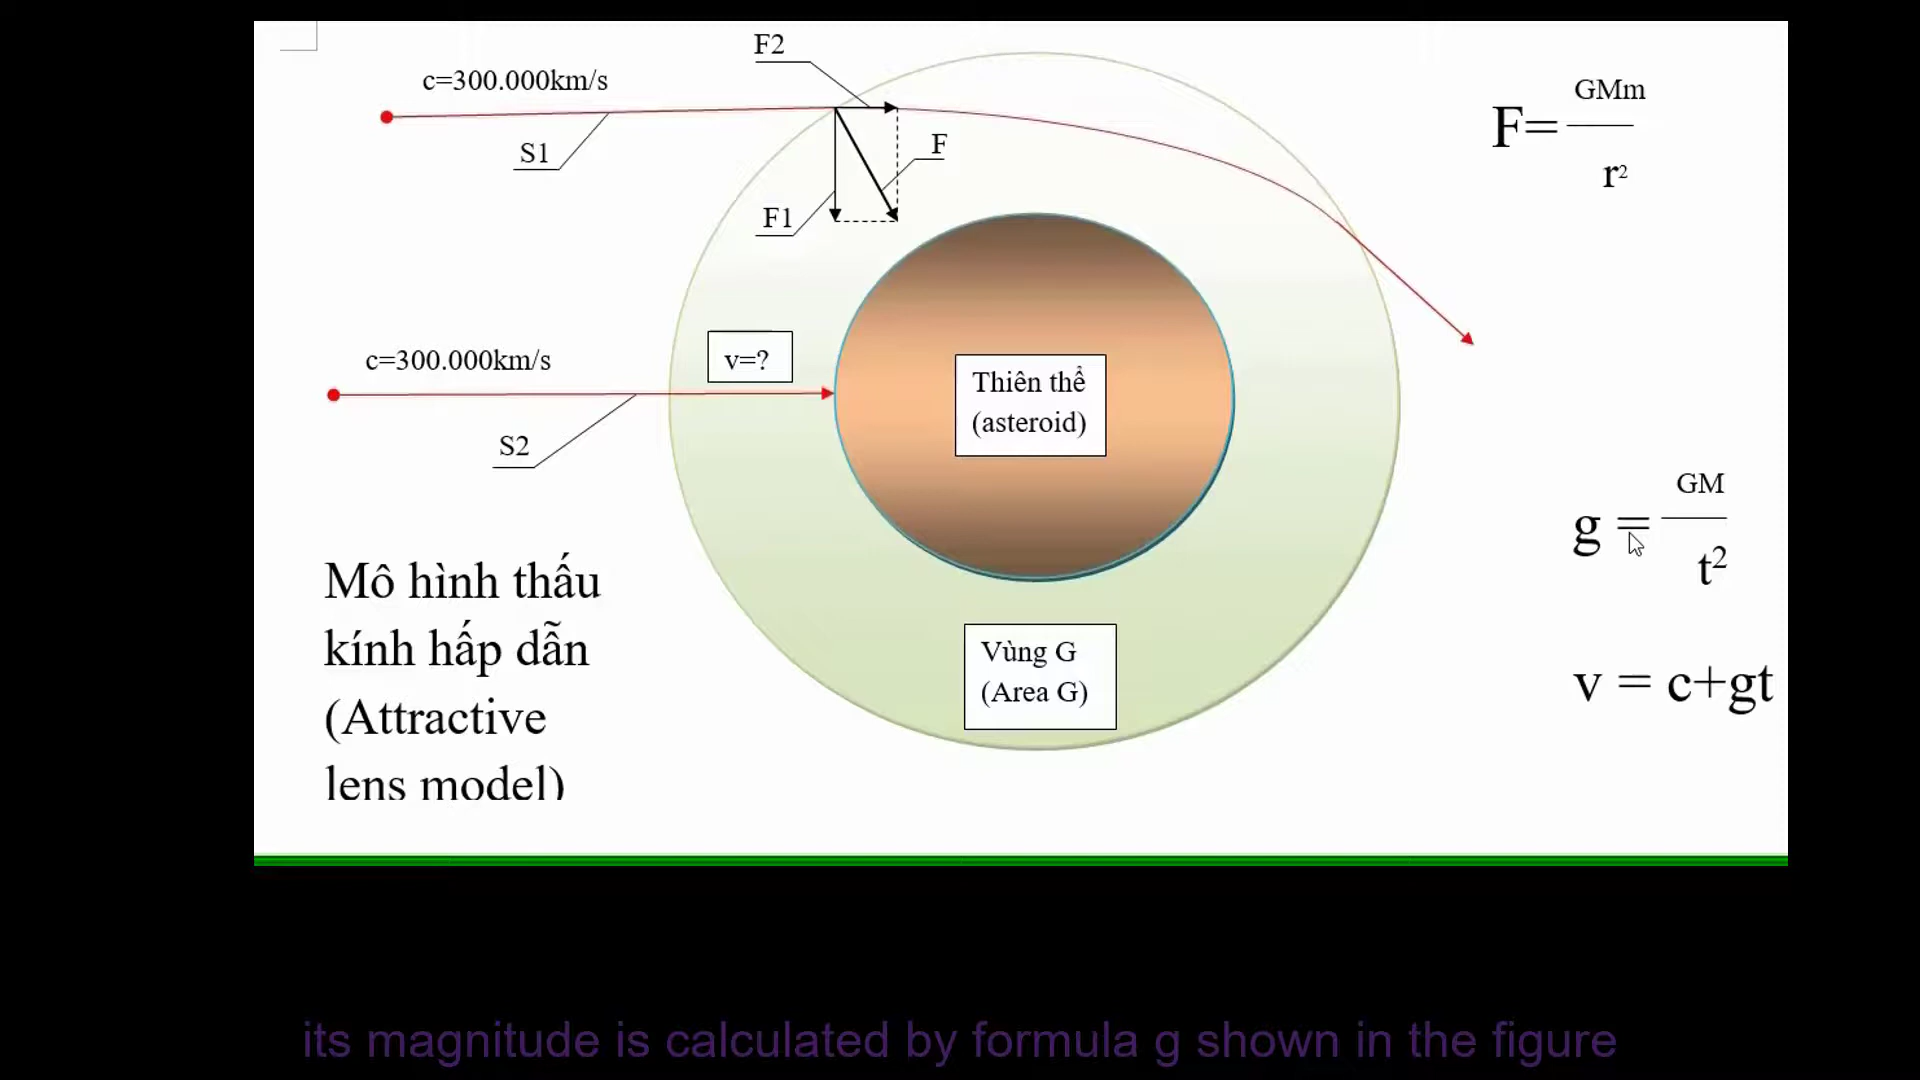 F2
c=300.000km/s
S1
F
F1
F= GMm
r²
c=300.000km/s
v=?
S2
Thiên thể
(asteroid)
g = GM
t²
Mô hình thấu
kính hấp dẫn
(Attractive
lens model)
Vùng G
(Area G)
v = c+gt
its magnitude is calculated by formula g shown in the figure